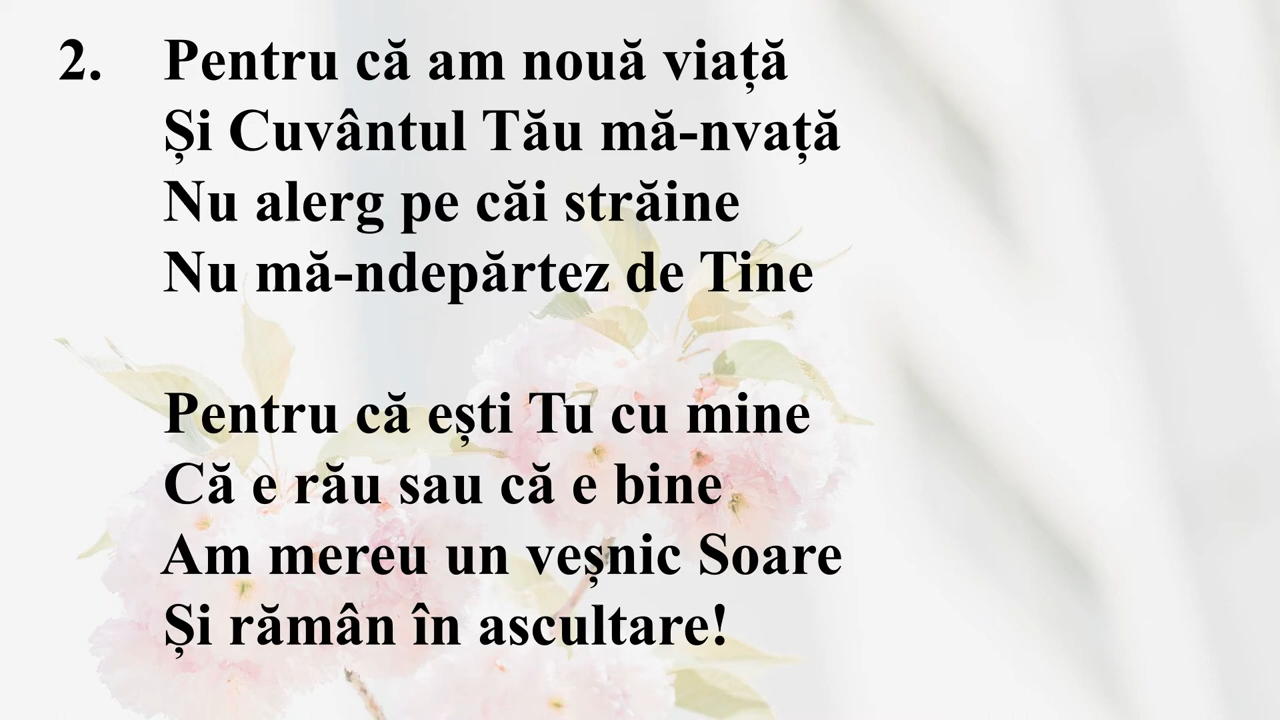 2. Pentru că am nouă viață
Și Cuvântul Tău mă-nvață
Nu alerg pe căi străine
Nu mă-ndepărtez de Tine
Pentru că ești Tu cu mine
Că e rău sau că e bine
Am mereu un veșnic Soare
Și rămân în ascultare!